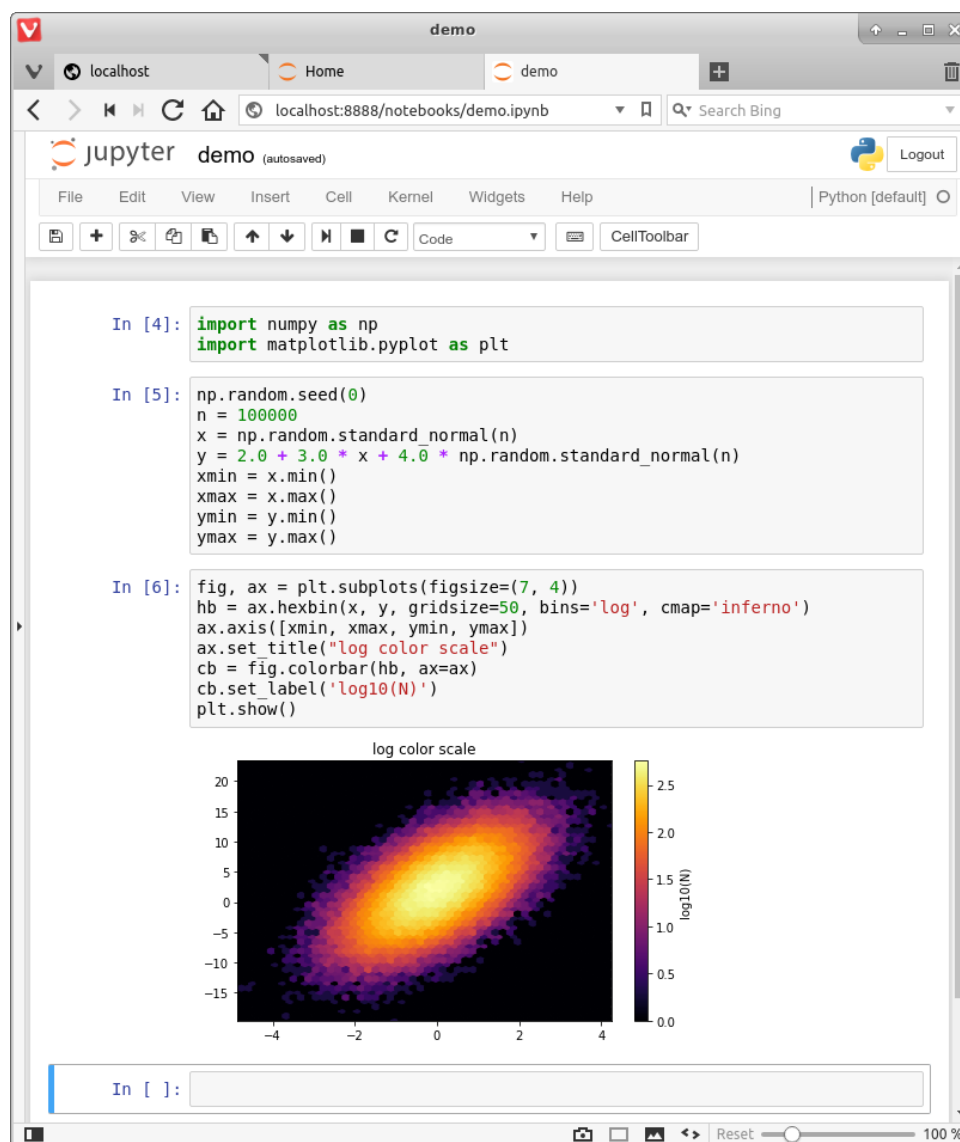 demo
localhost
Home
demo
localhost:8888/notebooks/demo.ipynb
Search Bing
jupyter demo (autosaved)
Logout
File Edit View Insert Cell Kernel Widgets Help
Python [default]
Code
CellToolbar
In [4]: import numpy as np
import matplotlib.pyplot as plt
In [5]: np.random.seed(0)
n = 100000
x = np.random.standard_normal(n)
y = 2.0 + 3.0 * x + 4.0 * np.random.standard_normal(n)
xmin = x.min()
xmax = x.max()
ymin = y.min()
ymax = y.max()
In [6]: fig, ax = plt.subplots(figsize=(7, 4))
hb = ax.hexbin(x, y, gridsize=50, bins='log', cmap='inferno')
ax.axis([xmin, xmax, ymin, ymax])
ax.set_title("log color scale")
cb = fig.colorbar(hb, ax=ax)
cb.set_label('log10(N)')
plt.show()
log color scale
20
15
10
5
0
−5
−10
−15
−4 −2 0 2 4
2.5
2.0
1.5
1.0
0.5
0.0
log10(N)
In [ ]:
Reset 100 %